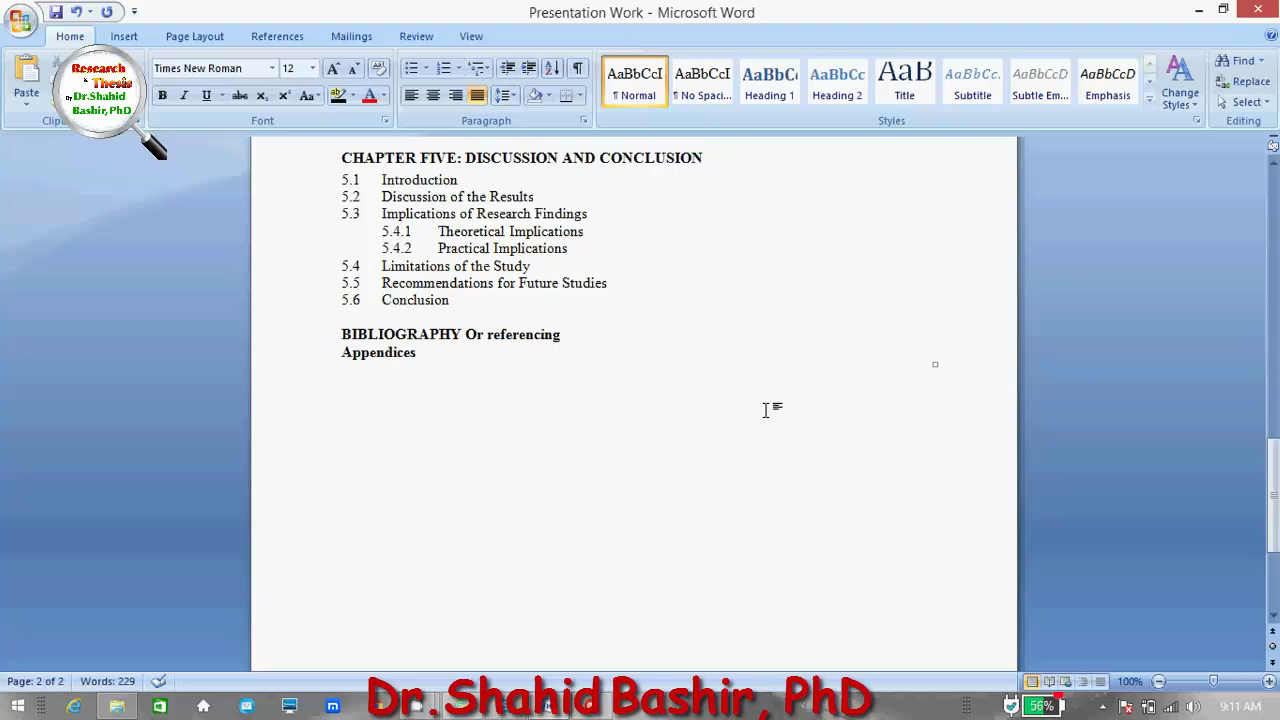 Presentation Work - Microsoft Word
Home Insert Page Layout References Mailings Review View
Research
Thesis
By Dr.Shahid
Bashir, PhD
Paste
Times New Roman 12
AaBbCcI AaBbCcI AaBbC AaBbCc AaB AaBbCc. AaBbCcD AaBbCcD
¶ Normal ¶ No Spaci... Heading 1 Heading 2 Title Subtitle Subtle Em... Emphasis
Change
Styles
Find
Replace
Select
Font Paragraph Styles Editing
CHAPTER FIVE: DISCUSSION AND CONCLUSION
5.1 Introduction
5.2 Discussion of the Results
5.3 Implications of Research Findings
5.4.1 Theoretical Implications
5.4.2 Practical Implications
5.4 Limitations of the Study
5.5 Recommendations for Future Studies
5.6 Conclusion
BIBLIOGRAPHY Or referencing
Appendices
Page: 2 of 2 Words: 229 100%
Dr.Shahid Bashir, PhD
56% 9:11 AM